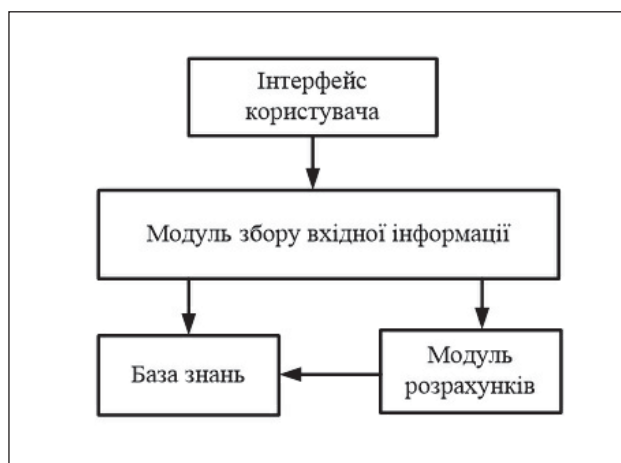 Інтерфейс
користувача
Модуль збору вхідної інформації
База знань
Модуль
розрахунків